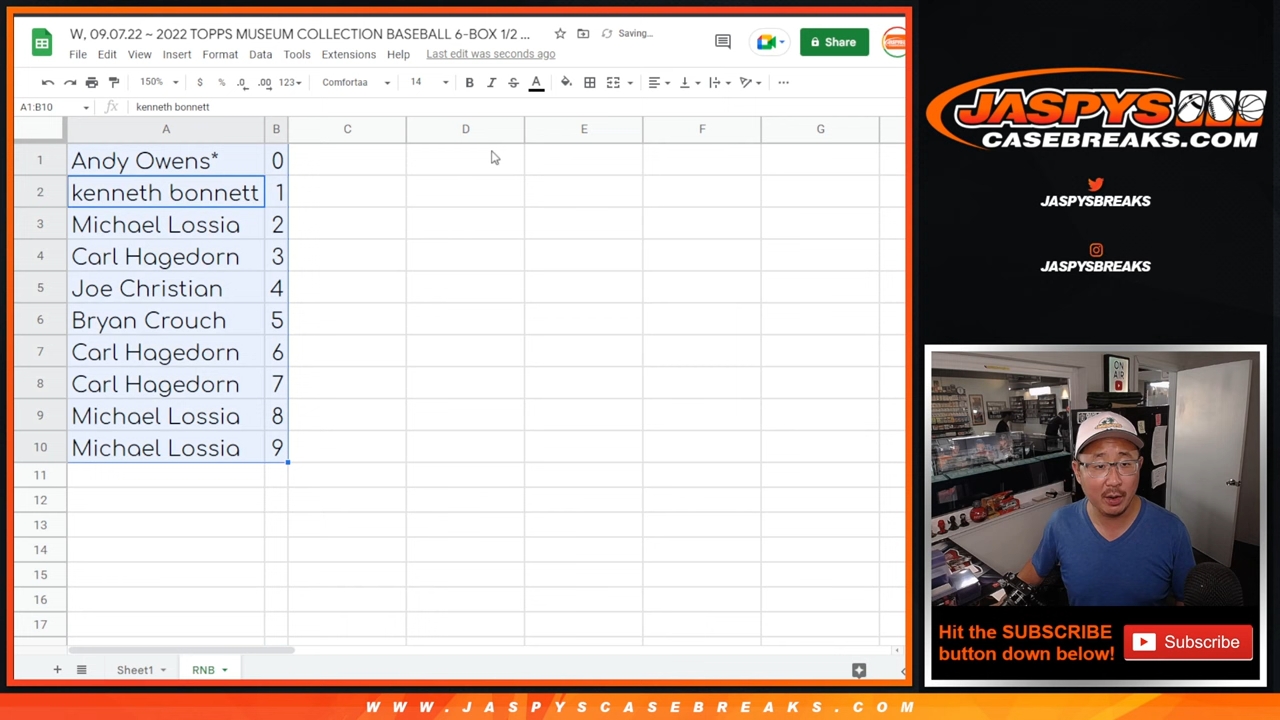 W, 09.07.22 ~ 2022 TOPPS MUSEUM COLLECTION BASEBALL 6-BOX 1/2 ...
Saving...
File Edit View Insert Format Data Tools Extensions Help Last edit was seconds ago
Share
150% $ % .0 .00 123 Comfortaa 14 B I S A ...
A1:B10 fx kenneth bonnett
A B C D E F G
1 Andy Owens* 0
2 kenneth bonnett 1
3 Michael Lossia 2
4 Carl Hagedorn 3
5 Joe Christian 4
6 Bryan Crouch 5
7 Carl Hagedorn 6
8 Carl Hagedorn 7
9 Michael Lossia 8
10 Michael Lossia 9
11
12
13
14
15
16
17
+ Sheet1 RNB
JASPYS
CASEBREAKS.COM
JASPYSBREAKS
JASPYSBREAKS
ON
AIR
Hit the SUBSCRIBE
button down below!
Subscribe
WWW.JASPYSCASEBREAKS.COM